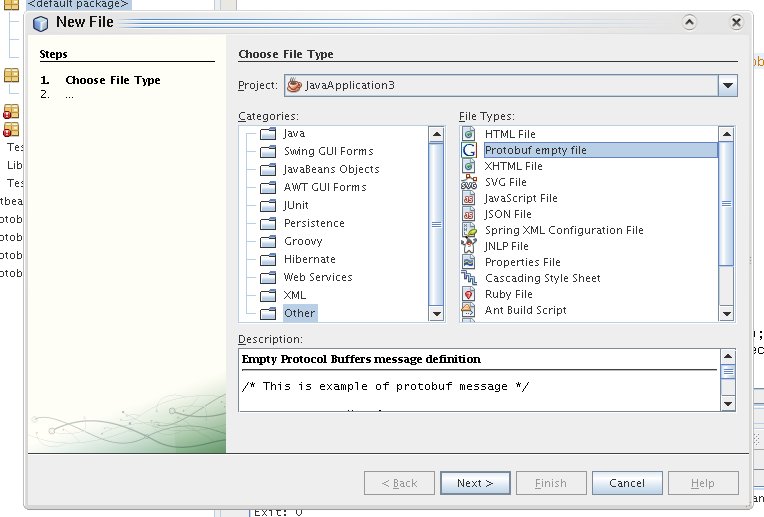 <default package>
New File
Steps
1. Choose File Type
2. ...
Choose File Type
Project: JavaApplication3
Categories:
Java
Swing GUI Forms
JavaBeans Objects
AWT GUI Forms
JUnit
Persistence
Groovy
Hibernate
Web Services
XML
Other
File Types:
HTML File
Protobuf empty file
XHTML File
SVG File
JavaScript File
JSON File
Spring XML Configuration File
JNLP File
Properties File
Cascading Style Sheet
Ruby File
Ant Build Script
Description:
Empty Protocol Buffers message definition
/* This is example of protobuf message */
< Back
Next >
Finish
Cancel
Help
Tes
Lib
Tes
tbea
otob
otob
otob
otob
ob
;
ec
an
Exit: 0